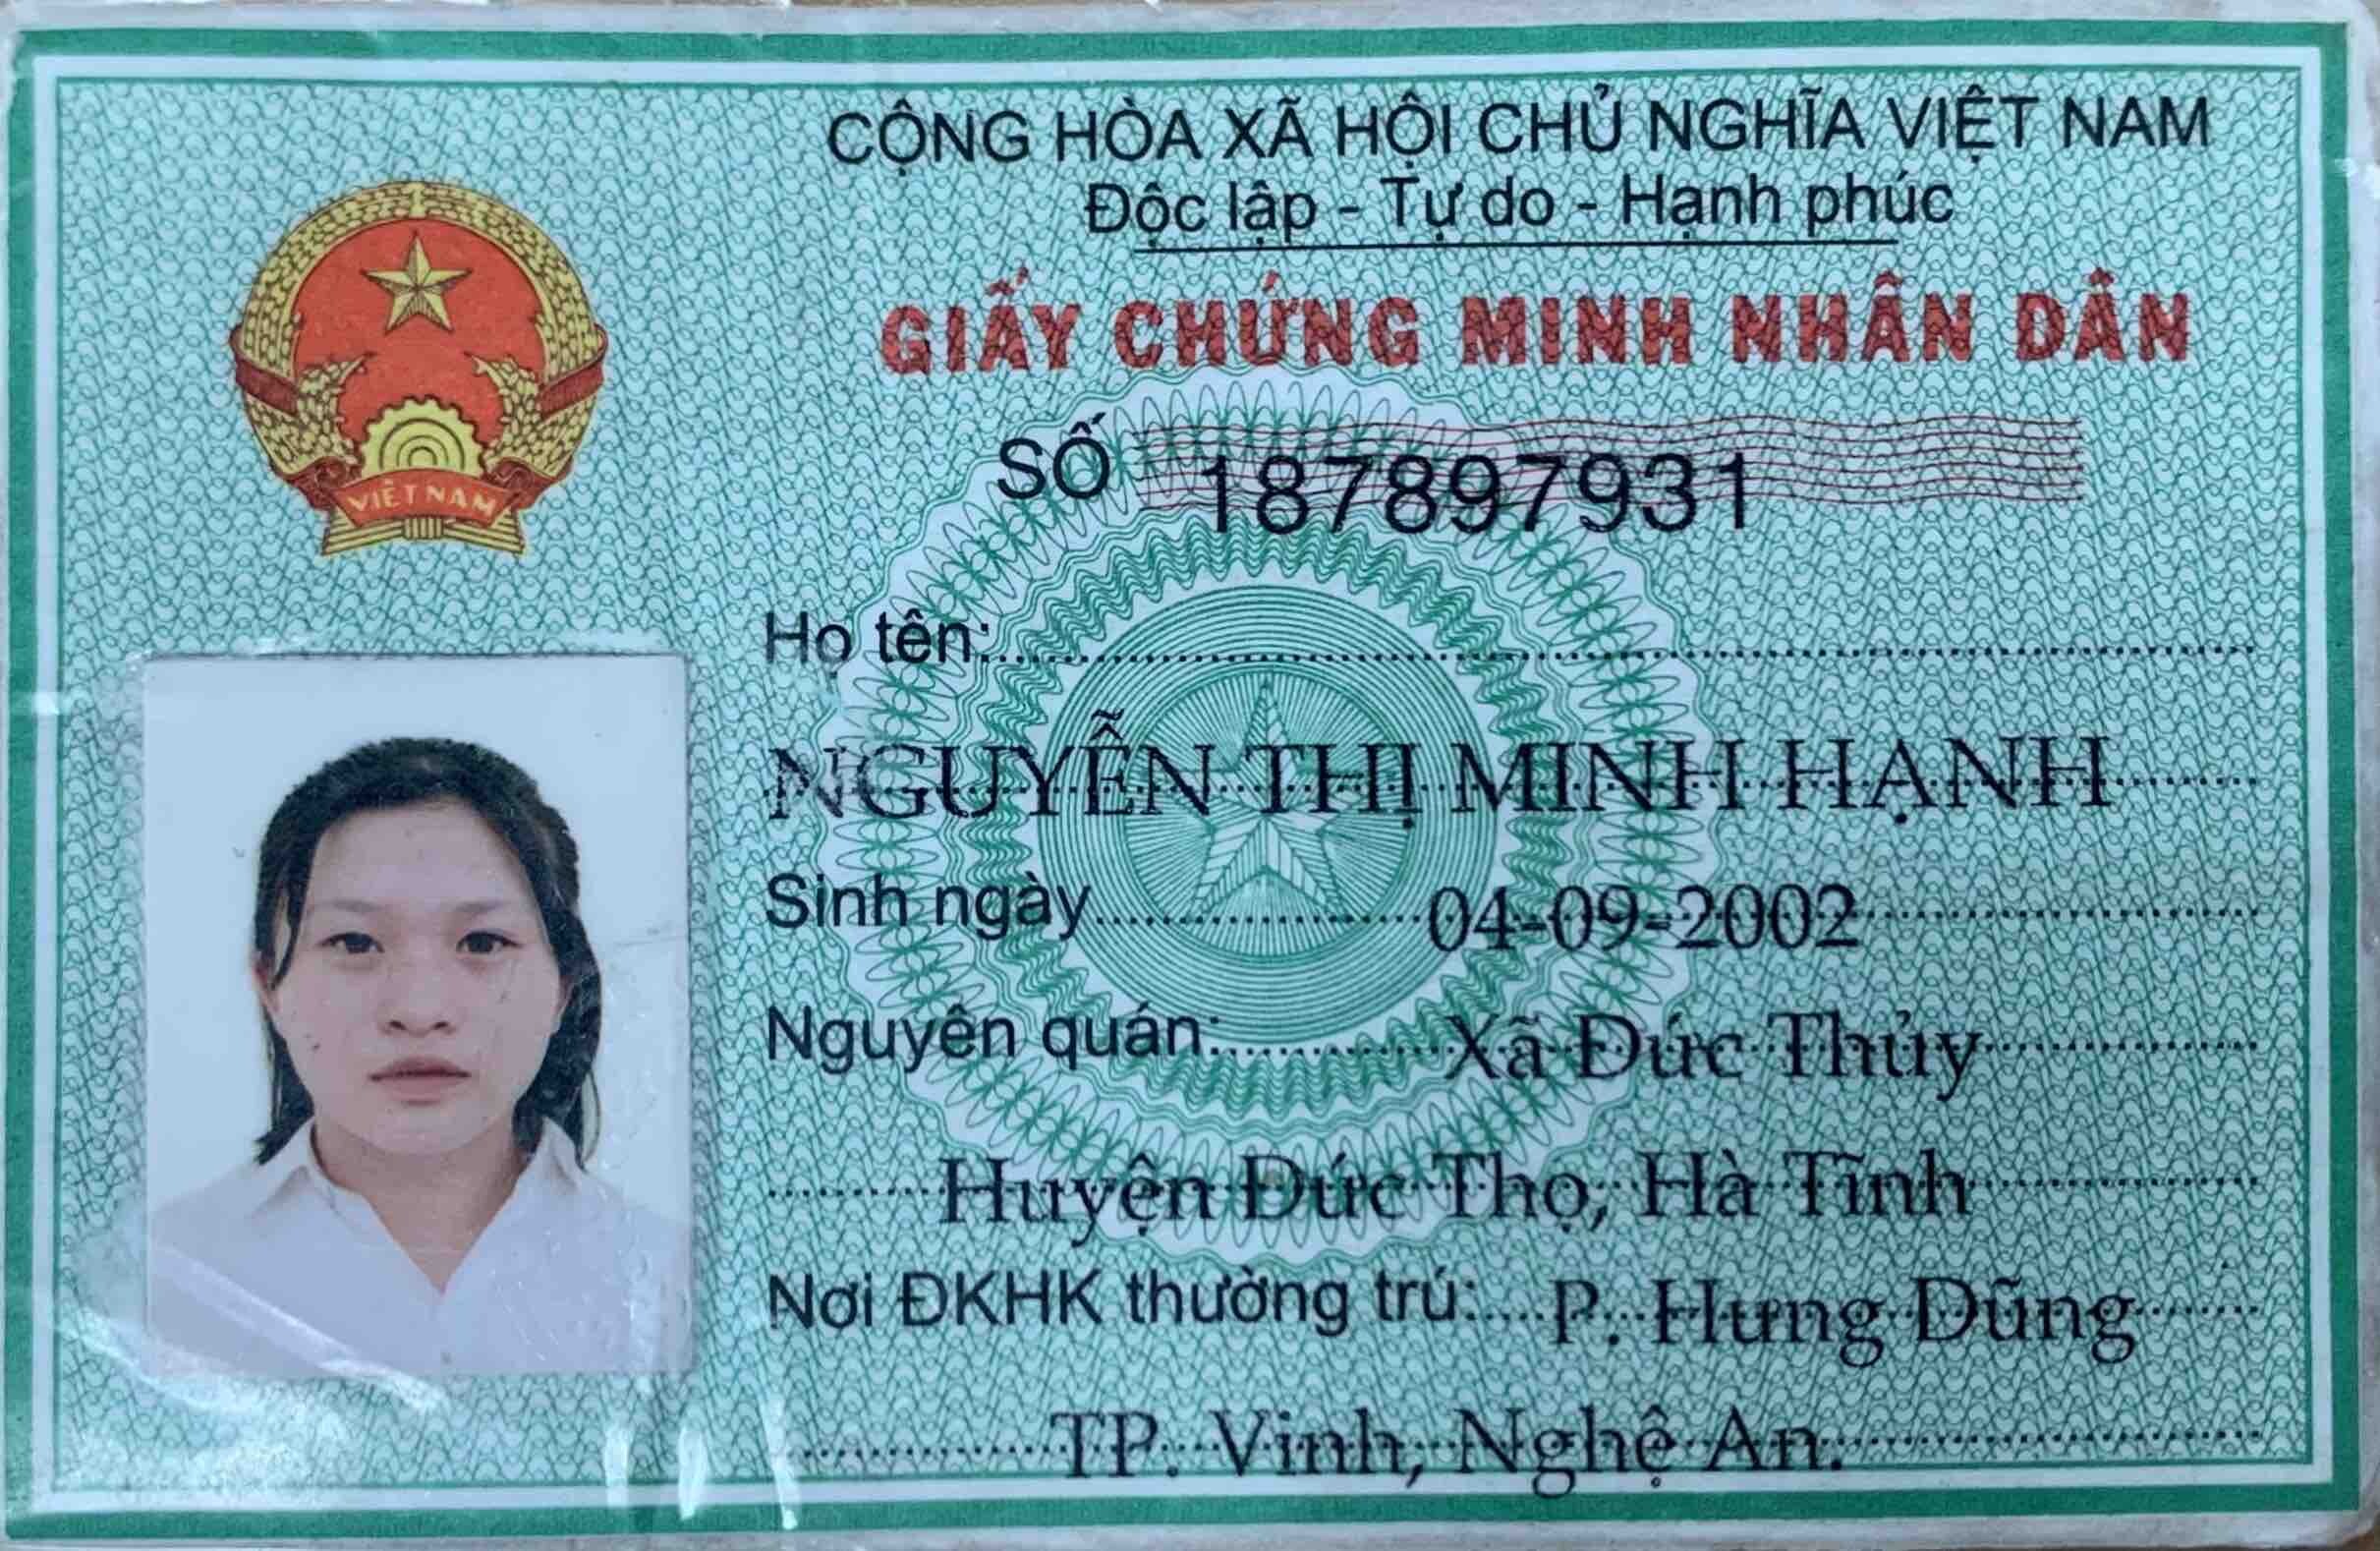 CỘNG HÒA XÃ HỘI CHỦ NGHĨA VIỆT NAM
Độc lập - Tự do - Hạnh phúc
GIẤY CHỨNG MINH NHÂN DÂN
SỐ 187897931
VIỆT NAM
Họ tên:
NGUYỄN THỊ MINH HẠNH
Sinh ngày 04-09-2002
Nguyên quán: Xã Đức Thủy
Huyện Đức Thọ, Hà Tĩnh
Nơi ĐKHK thường trú: P. Hưng Dũng
TP. Vinh, Nghệ An.